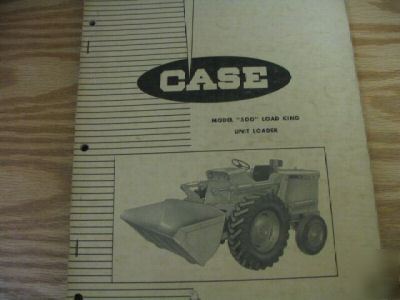 CASE
MODEL "500" LOAD KING
UNIT LOADER